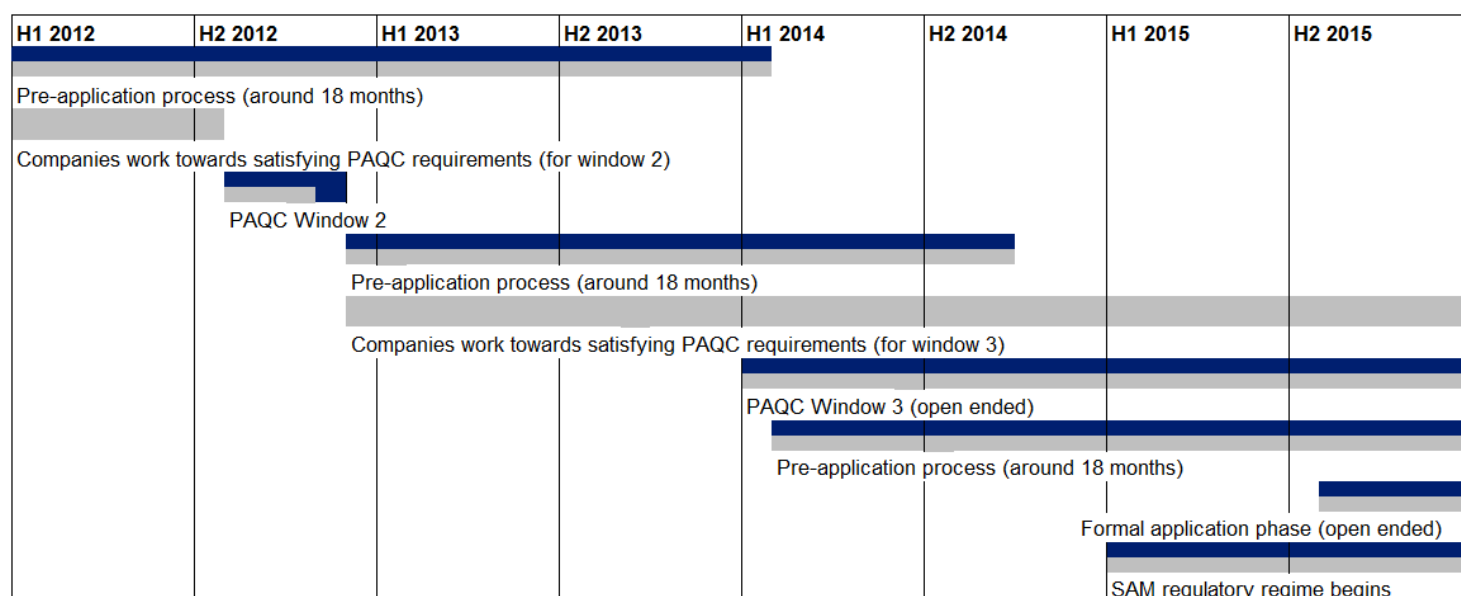 H1 2012 H2 2012 H1 2013 H2 2013 H1 2014 H2 2014 H1 2015 H2 2015
Pre-application process (around 18 months)
Companies work towards satisfying PAQC requirements (for window 2)
PAQC Window 2
Pre-application process (around 18 months)
Companies work towards satisfying PAQC requirements (for window 3)
PAQC Window 3 (open ended)
Pre-application process (around 18 months)
Formal application phase (open ended)
SAM regulatory regime begins